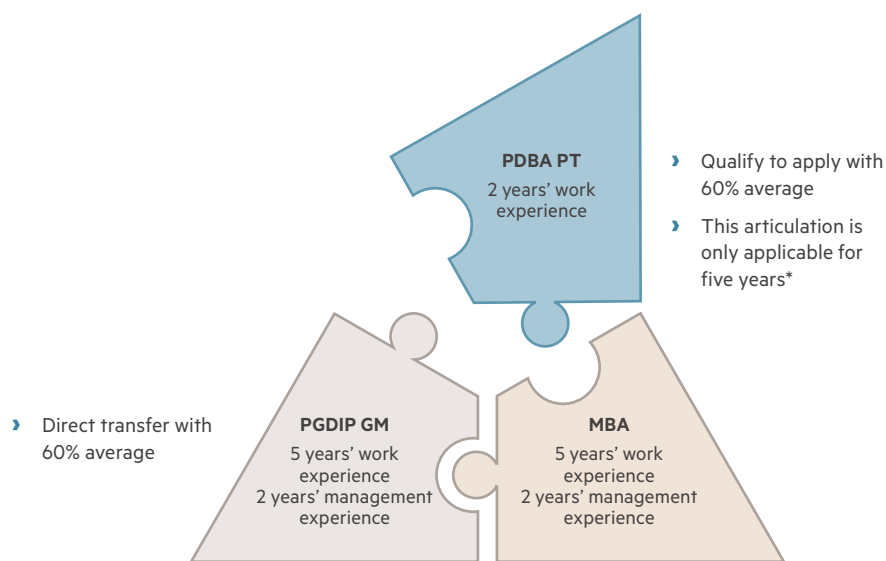 PDBA PT
2 years’ work
experience
› Qualify to apply with
60% average
› This articulation is
only applicable for
five years*
› Direct transfer with
60% average
PGDIP GM
5 years’ work
experience
2 years’ management
experience
MBA
5 years’ work
experience
2 years’ management
experience